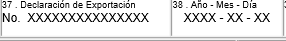 37 . Declaración de Exportación
No. XXXXXXXXXXXXXXX
38 . Año - Mes - Día
XXXX - XX - XX